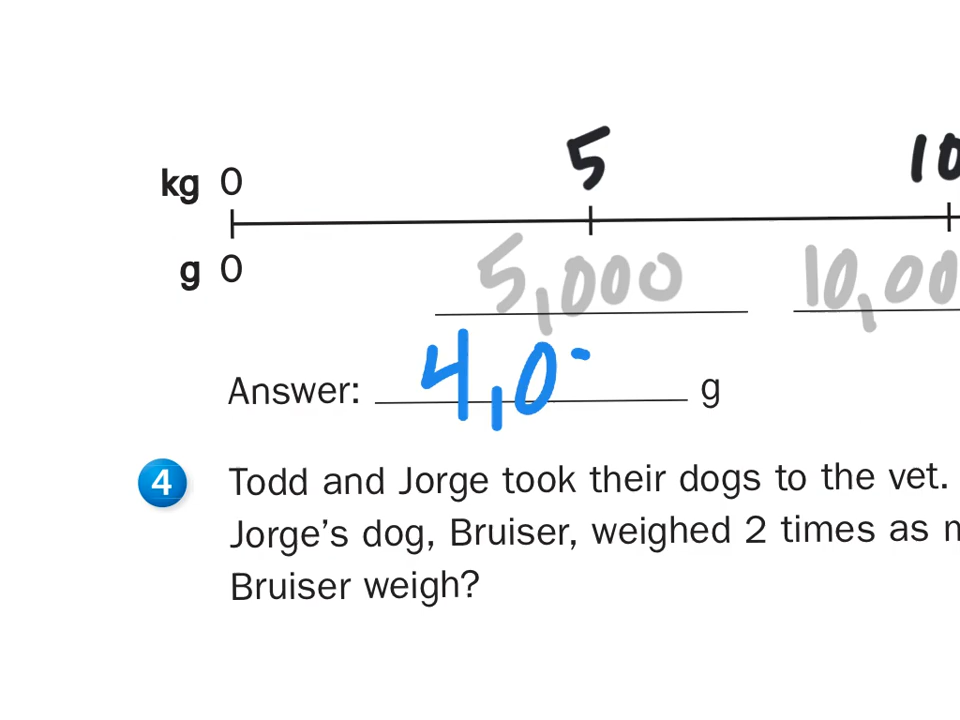 5 10
kg 0
g 0 5,000 10,00
Answer: 4,0 g
4 Todd and Jorge took their dogs to the vet.
Jorge's dog, Bruiser, weighed 2 times as
Bruiser weigh?